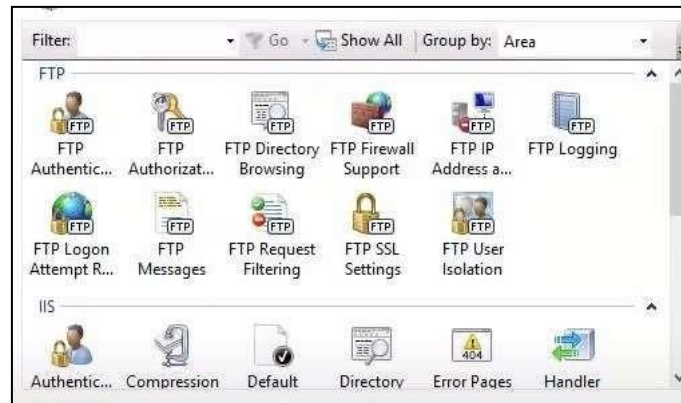 Filter: Go Show All Group by: Area
FTP
FTP FTP FTP FTP FTP FTP
FTP FTP FTP Directory FTP Firewall FTP IP FTP Logging
Authentic... Authorizat... Browsing Support Address a...
FTP FTP FTP FTP FTP
FTP Logon FTP FTP Request FTP SSL FTP User
Attempt R... Messages Filtering Settings Isolation
IIS
404
Authentic... Compression Default Directory Error Pages Handler